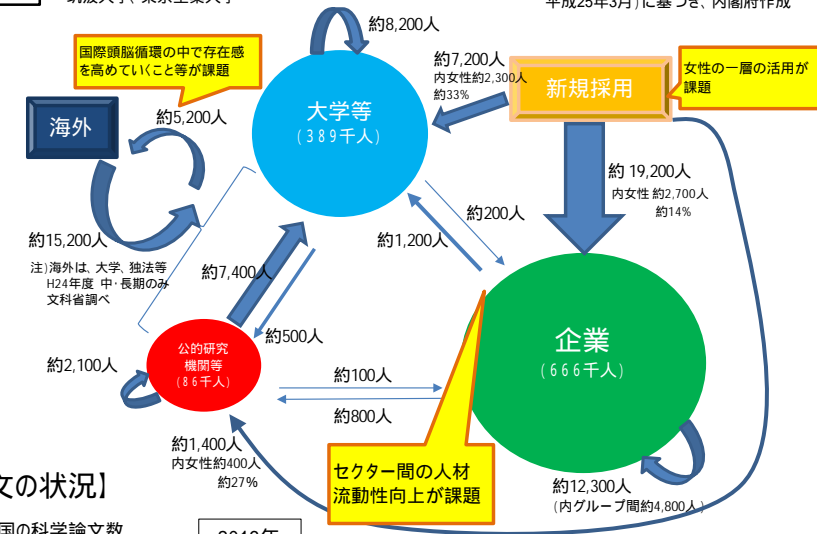 平成25年3月)に基づき、内閣府作成
約8,200人
国際頭脳循環の中で存在感
を高めていくこと等が課題
約7,200人
内女性約2,300人
約33%
新規採用
女性の一層の活用が
課題
海外
約5,200人
大学等
(389千人)
約 19,200人
内女性 約2,700人
約14%
約200人
約15,200人
約1,200人
注)海外は、大学、独法等
H24年度 中・長期のみ
文科省調べ
約7,400人
企業
(666千人)
約500人
公的研究
機関等
(86千人)
約2,100人
約100人
約800人
約1,400人
内女性約400人
約27%
セクター間の人材
流動性向上が課題
約12,300人
(内グループ間約4,800人)
文の状況】
国の科学論文数